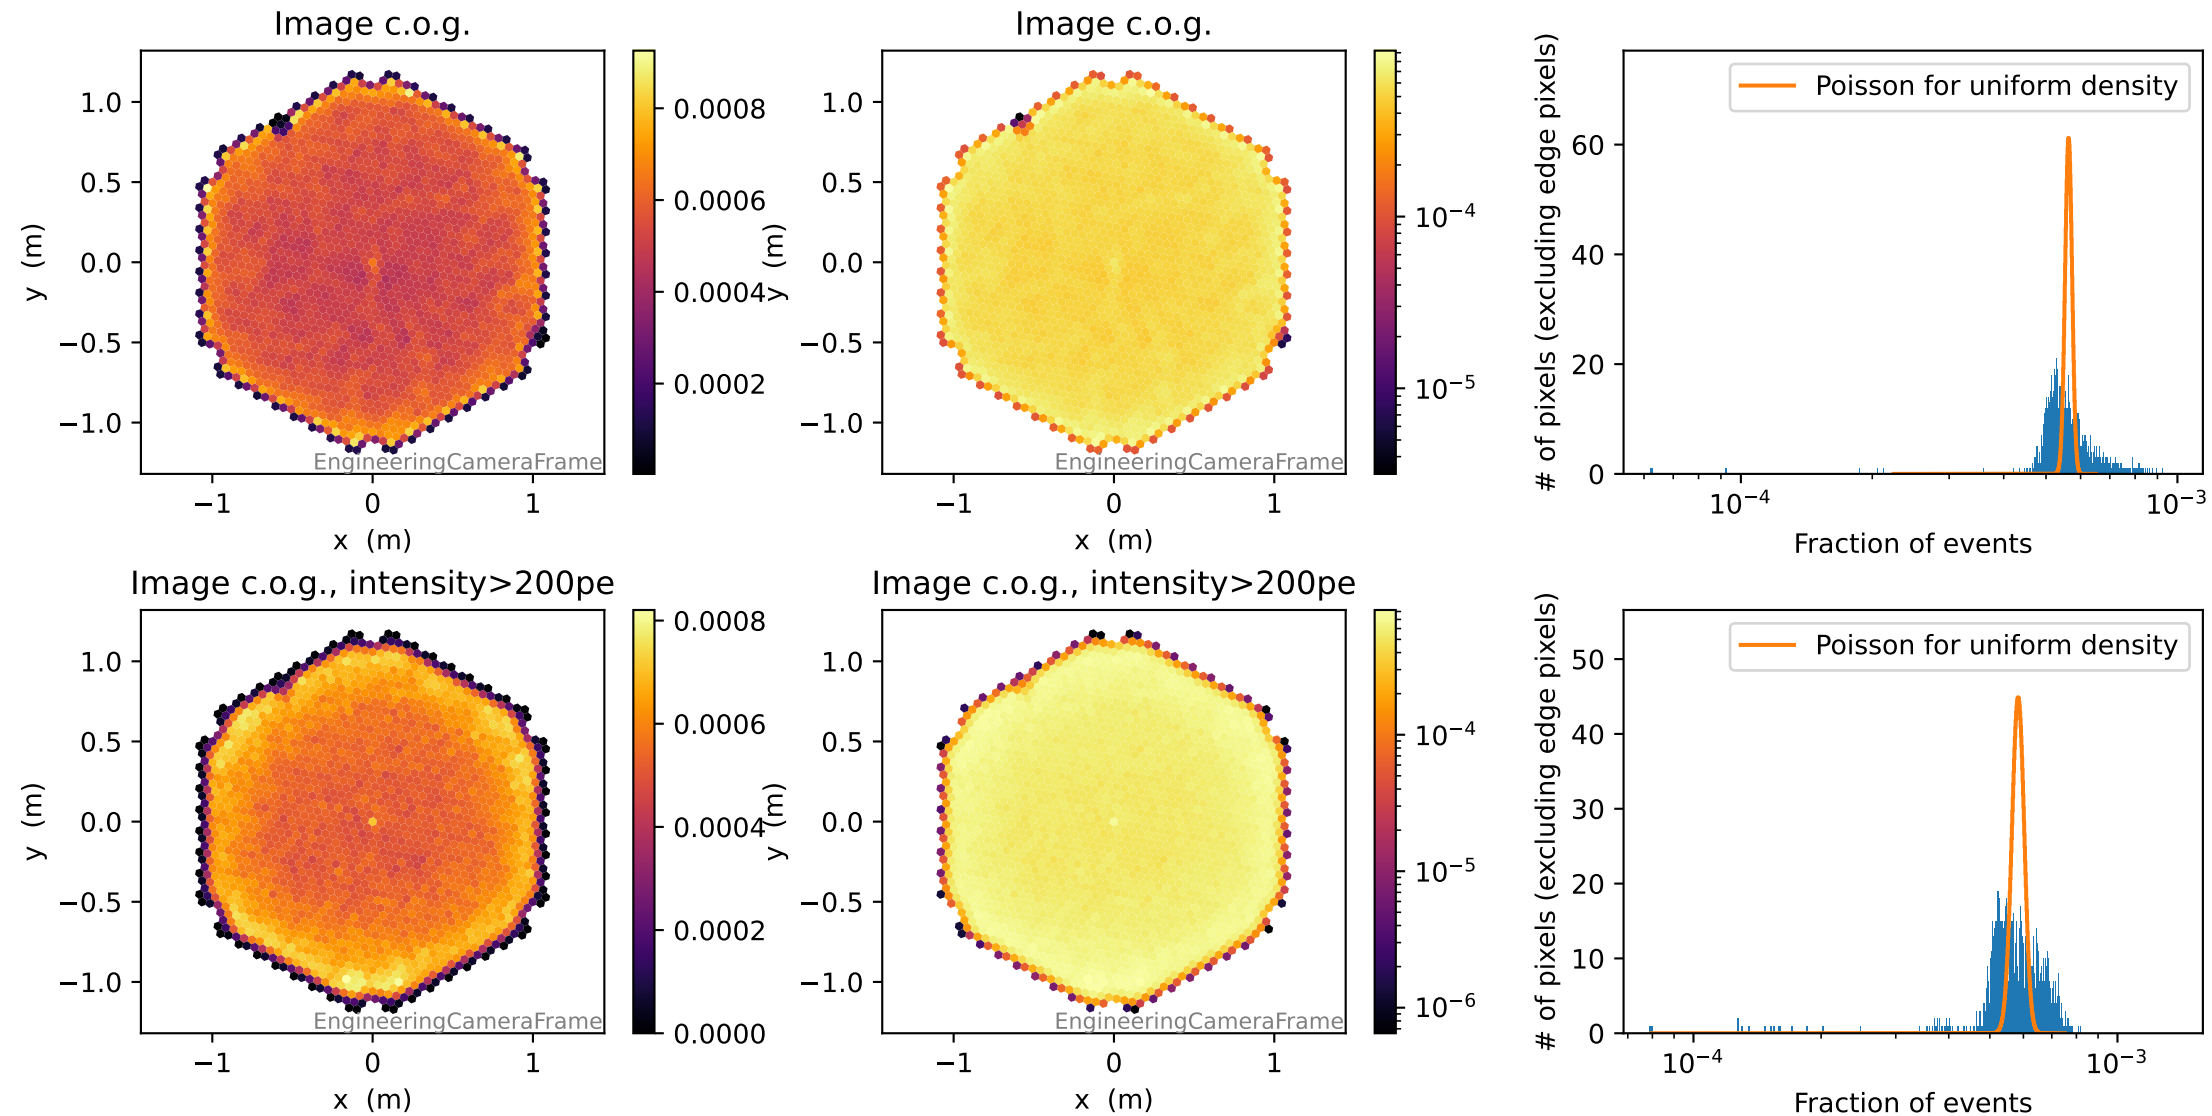 Image c.o.g.
y (m)
1.0
0.5
0.0
−0.5
−1.0
EngineeringCameraFrame
−1 0 1
x (m)
0.0008
0.0006
0.0004
0.0002
Image c.o.g.
y (m)
1.0
0.5
0.0
−0.5
−1.0
EngineeringCameraFrame
−1 0 1
x (m)
10⁻⁴
10⁻⁵
# of pixels (excluding edge pixels)
Poisson for uniform density
60
40
20
0
10⁻⁴ 10⁻³
Fraction of events
Image c.o.g., intensity>200pe
y (m)
1.0
0.5
0.0
−0.5
−1.0
EngineeringCameraFrame
−1 0 1
x (m)
0.0008
0.0006
0.0004
0.0002
0.0000
Image c.o.g., intensity>200pe
y (m)
1.0
0.5
0.0
−0.5
−1.0
EngineeringCameraFrame
−1 0 1
x (m)
10⁻⁴
10⁻⁵
10⁻⁶
# of pixels (excluding edge pixels)
Poisson for uniform density
50
40
30
20
10
0
10⁻⁴ 10⁻³
Fraction of events